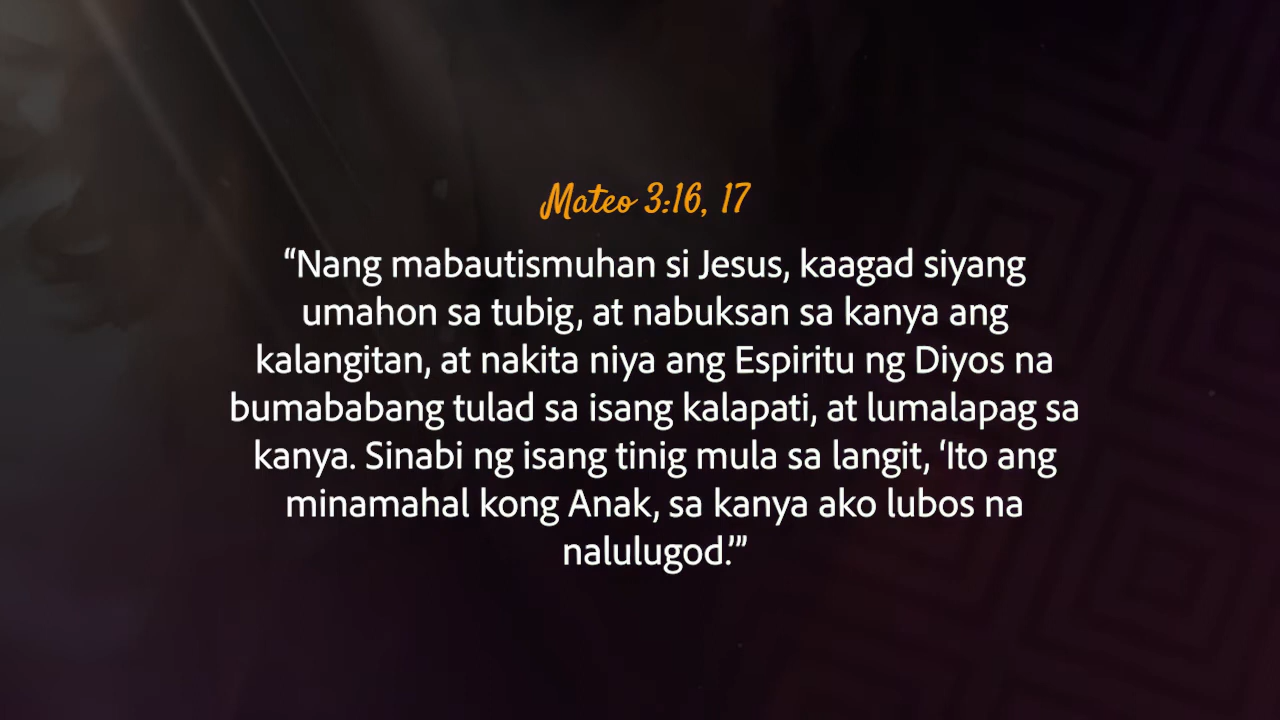 Mateo 3:16, 17
“Nang mabautismuhan si Jesus, kaagad siyang
umahon sa tubig, at nabuksan sa kanya ang
kalangitan, at nakita niya ang Espiritu ng Diyos na
bumababang tulad sa isang kalapati, at lumalapag sa
kanya. Sinabi ng isang tinig mula sa langit, ‘Ito ang
minamahal kong Anak, sa kanya ako lubos na
nalulugod.’”